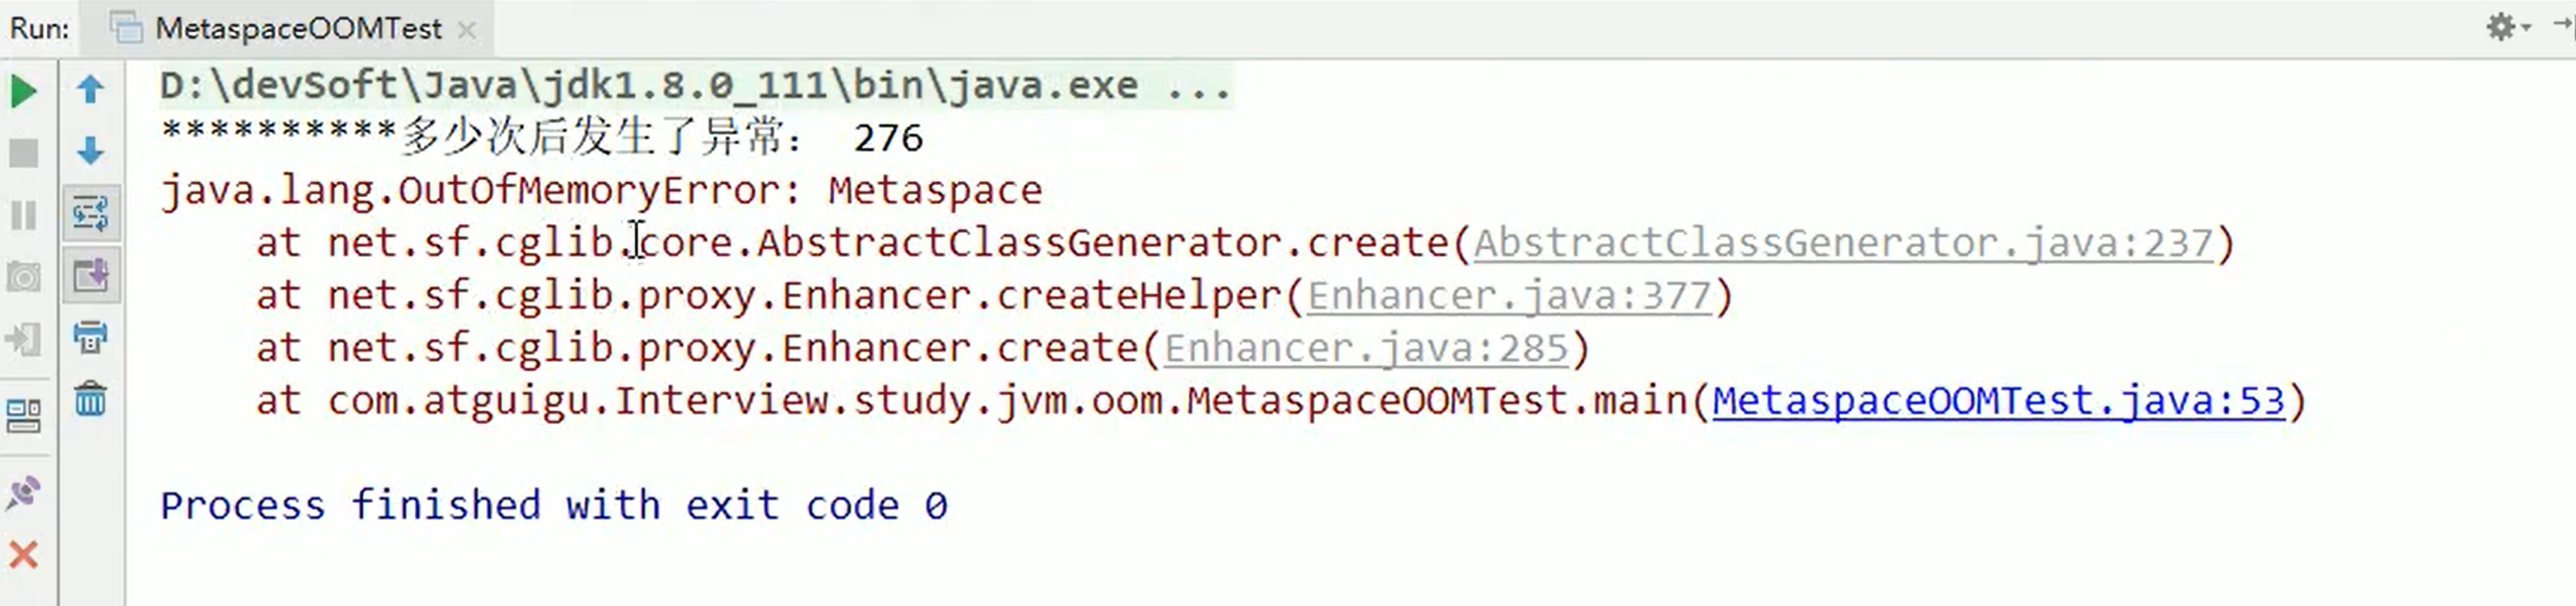 Run: MetaspaceOOMTest
D:\devSoft\Java\jdk1.8.0_111\bin\java.exe ...
**********多少次后发生了异常： 276
java.lang.OutOfMemoryError: Metaspace
at net.sf.cglib.core.AbstractClassGenerator.create(AbstractClassGenerator.java:237)
at net.sf.cglib.proxy.Enhancer.createHelper(Enhancer.java:377)
at net.sf.cglib.proxy.Enhancer.create(Enhancer.java:285)
at com.atguigu.Interview.study.jvm.oom.MetaspaceOOMTest.main(MetaspaceOOMTest.java:53)
Process finished with exit code 0